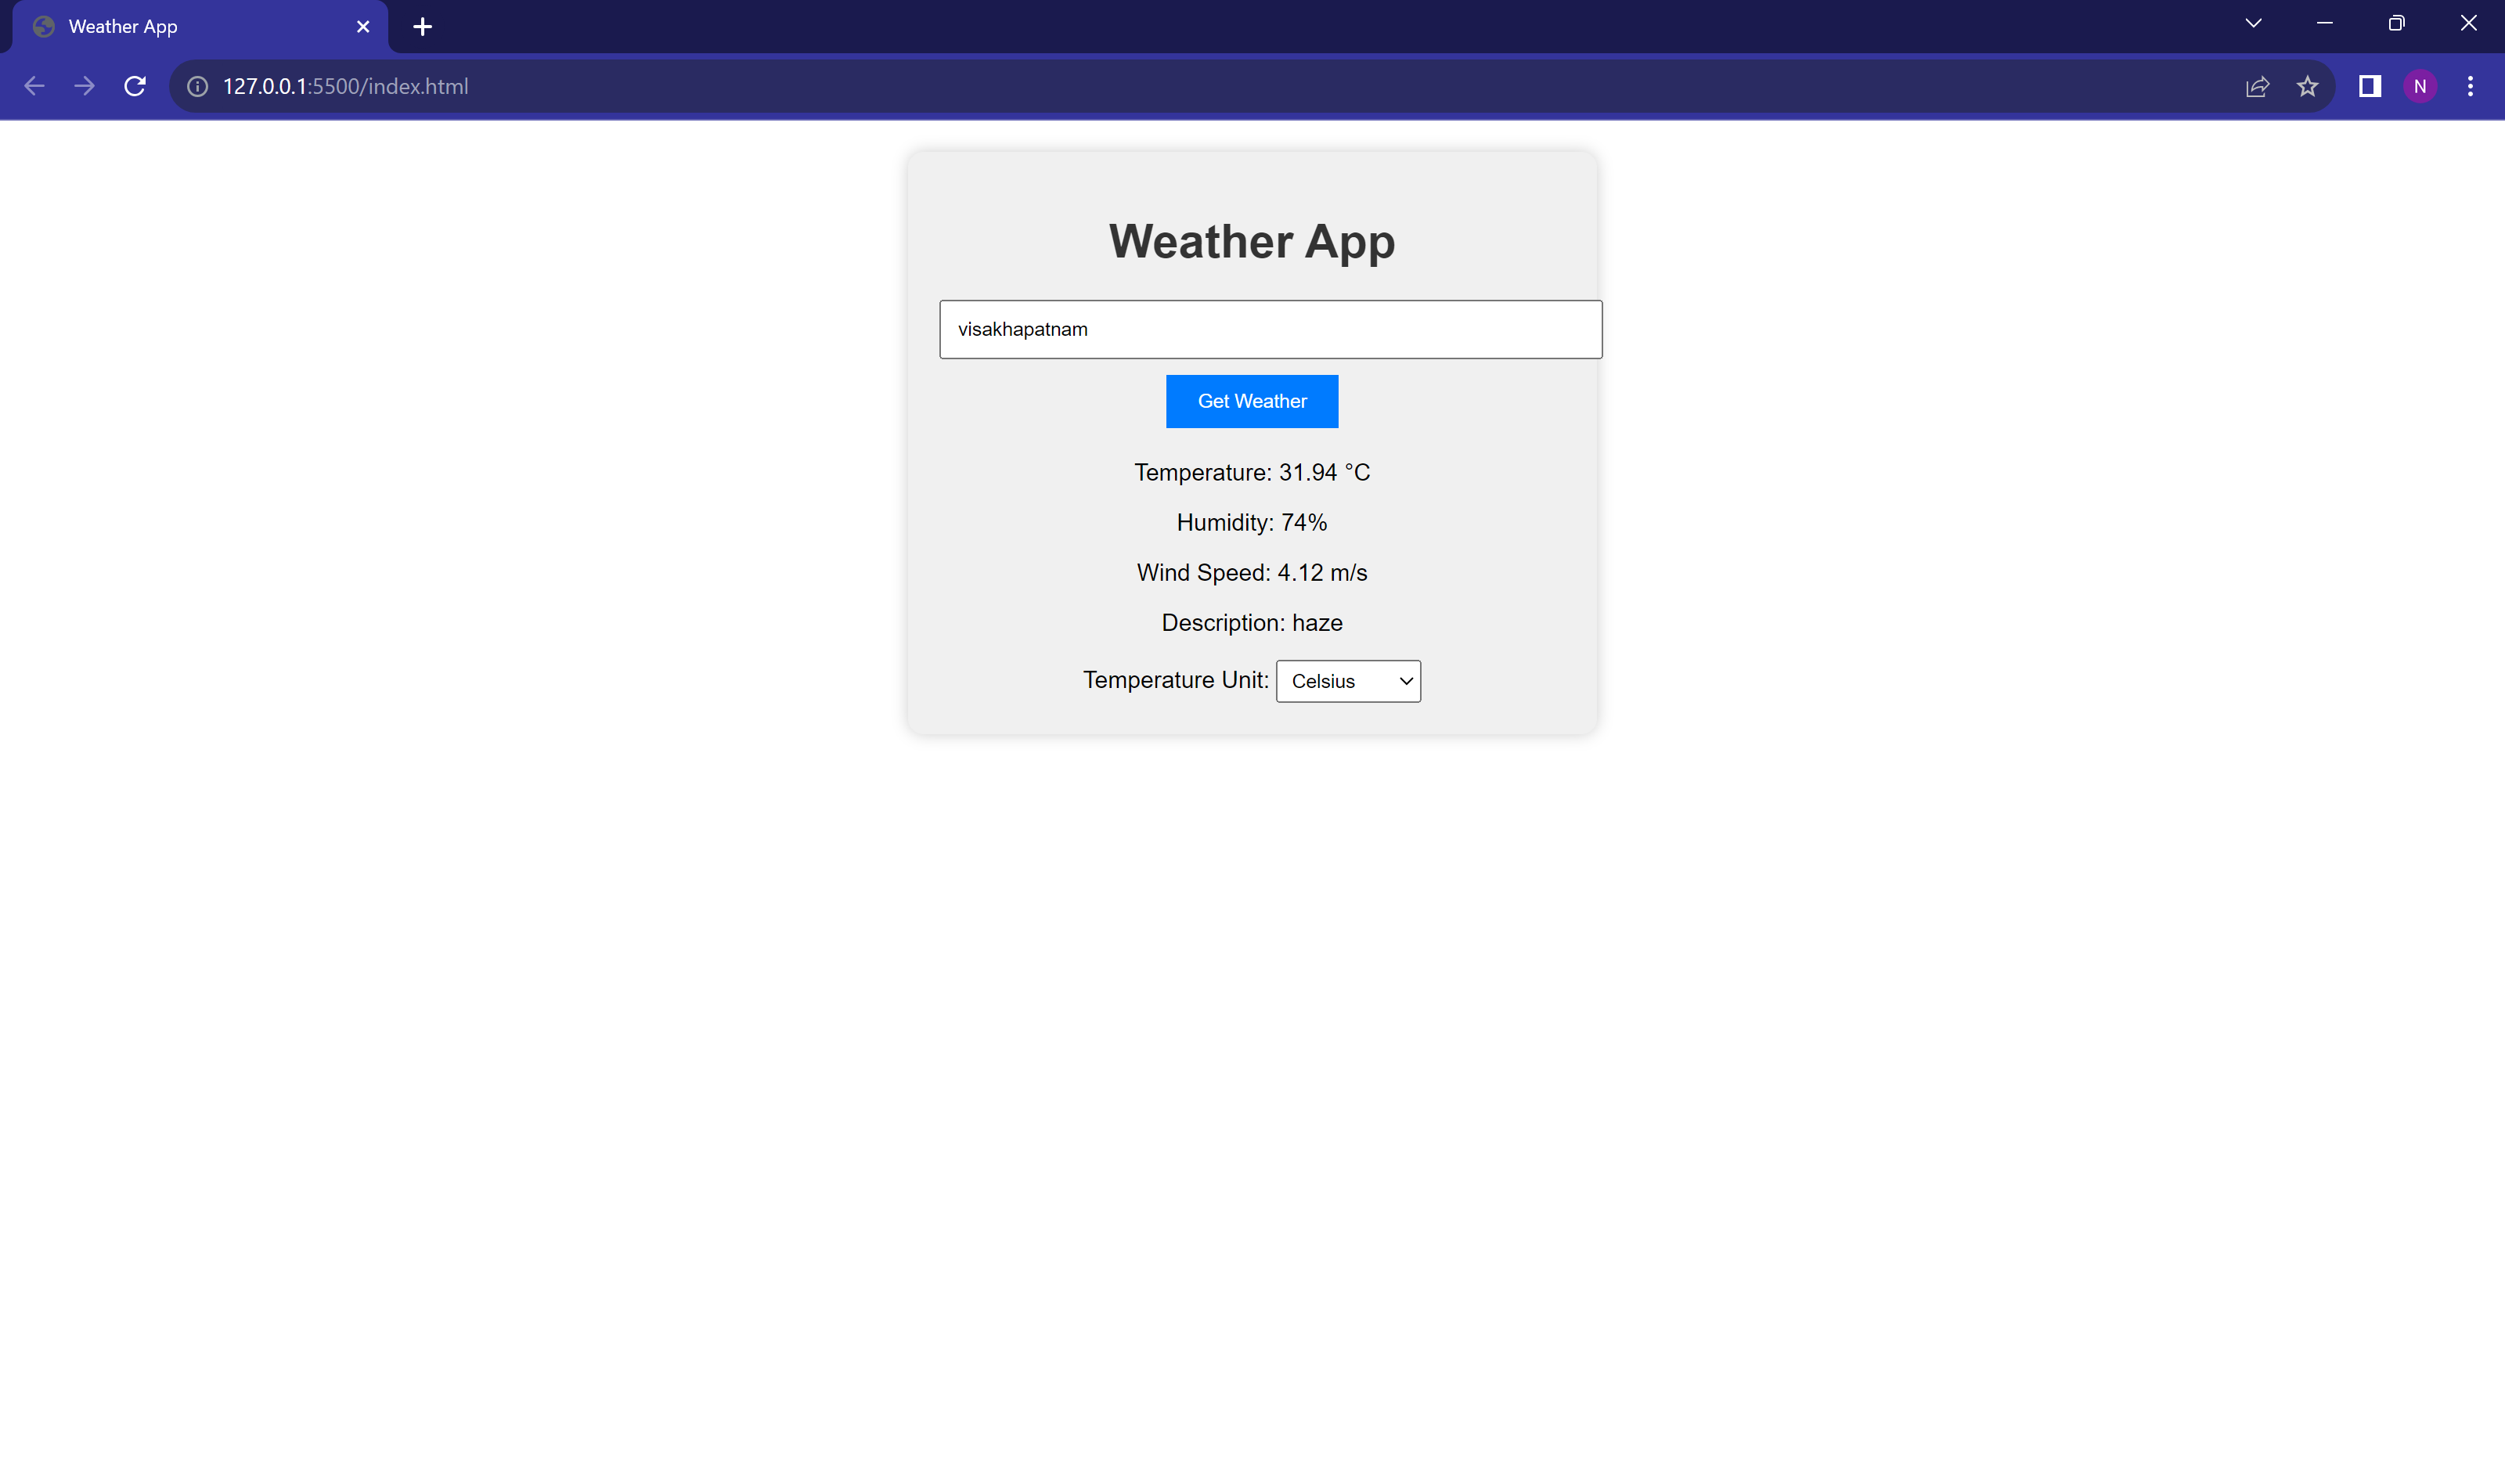 Weather App
127.0.0.1:5500/index.html
N
Weather App
visakhapatnam
Get Weather
Temperature: 31.94 °C
Humidity: 74%
Wind Speed: 4.12 m/s
Description: haze
Temperature Unit: Celsius